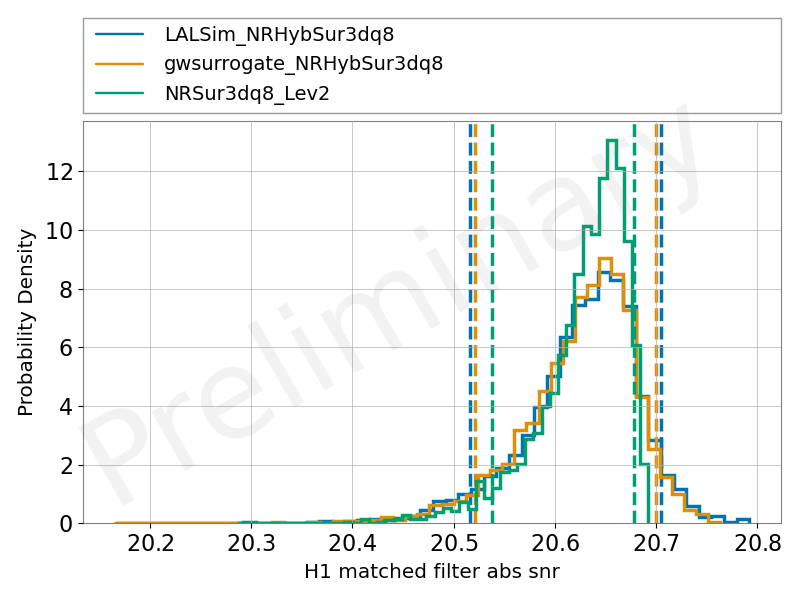 LALSim_NRHybSur3dq8
gwsurrogate_NRHybSur3dq8
NRSur3dq8_Lev2
Preliminary
Probability Density
12
10
8
6
4
2
0
20.2 20.3 20.4 20.5 20.6 20.7 20.8
H1 matched filter abs snr